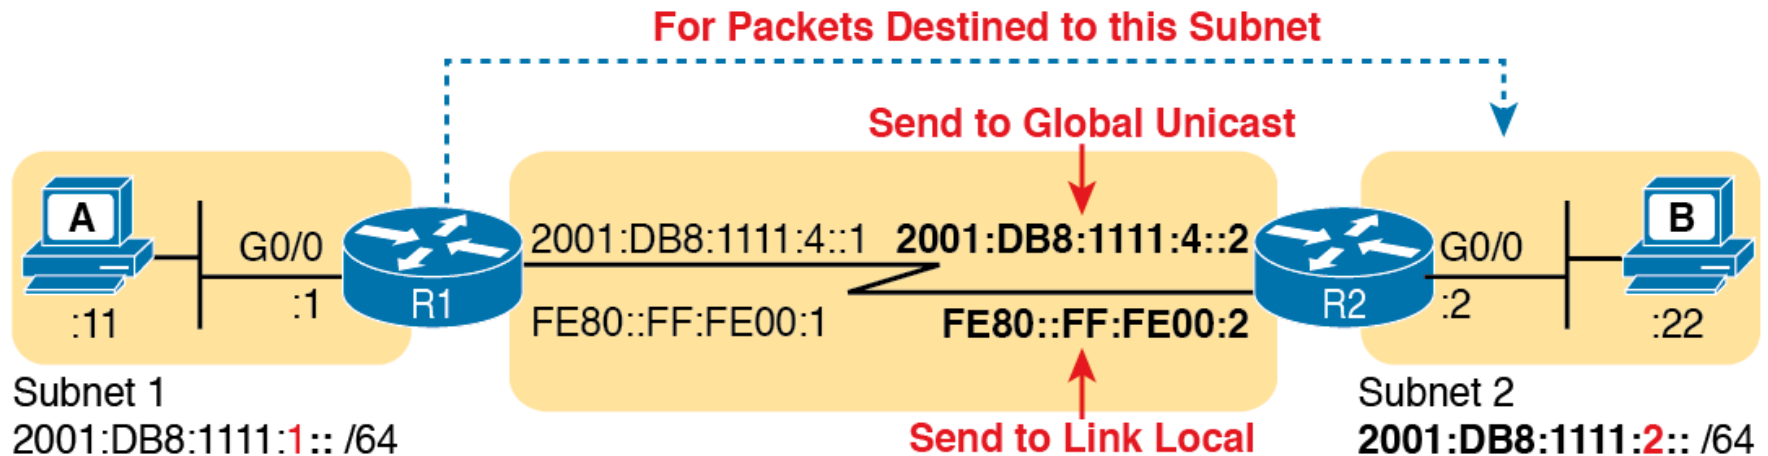 For Packets Destined to this Subnet
Send to Global Unicast
A
G0/0
:1
:11
R1
2001:DB8:1111:4::1
2001:DB8:1111:4::2
FE80::FF:FE00:1
FE80::FF:FE00:2
R2
G0/0
:2
B
:22
Send to Link Local
Subnet 1
2001:DB8:1111:1:: /64
Subnet 2
2001:DB8:1111:2:: /64